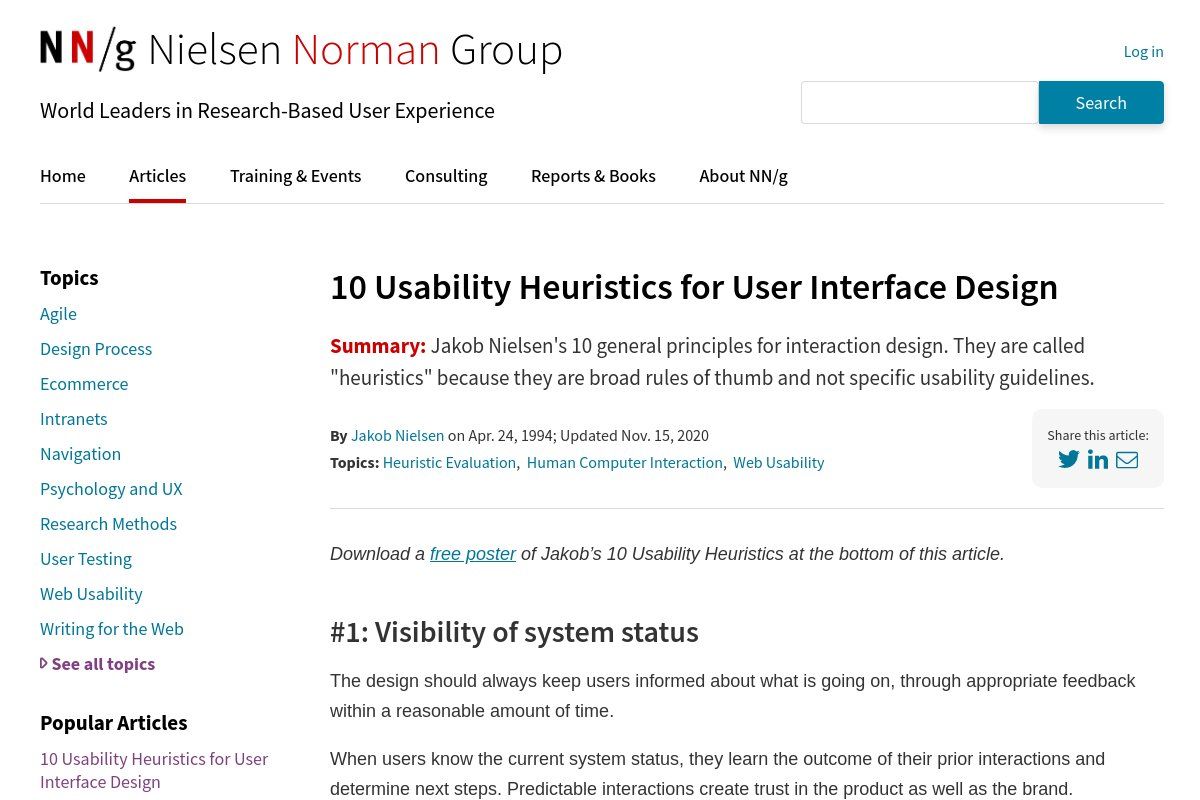 NN/g Nielsen Norman Group
Log in
World Leaders in Research-Based User Experience
Search
Home Articles Training & Events Consulting Reports & Books About NN/g
Topics
Agile
Design Process
Ecommerce
Intranets
Navigation
Psychology and UX
Research Methods
User Testing
Web Usability
Writing for the Web
See all topics
Popular Articles
10 Usability Heuristics for User
Interface Design
10 Usability Heuristics for User Interface Design
Summary: Jakob Nielsen's 10 general principles for interaction design. They are called
"heuristics" because they are broad rules of thumb and not specific usability guidelines.
By Jakob Nielsen on Apr. 24, 1994; Updated Nov. 15, 2020
Topics: Heuristic Evaluation, Human Computer Interaction, Web Usability
Share this article:
Download a free poster of Jakob’s 10 Usability Heuristics at the bottom of this article.
#1: Visibility of system status
The design should always keep users informed about what is going on, through appropriate feedback
within a reasonable amount of time.
When users know the current system status, they learn the outcome of their prior interactions and
determine next steps. Predictable interactions create trust in the product as well as the brand.